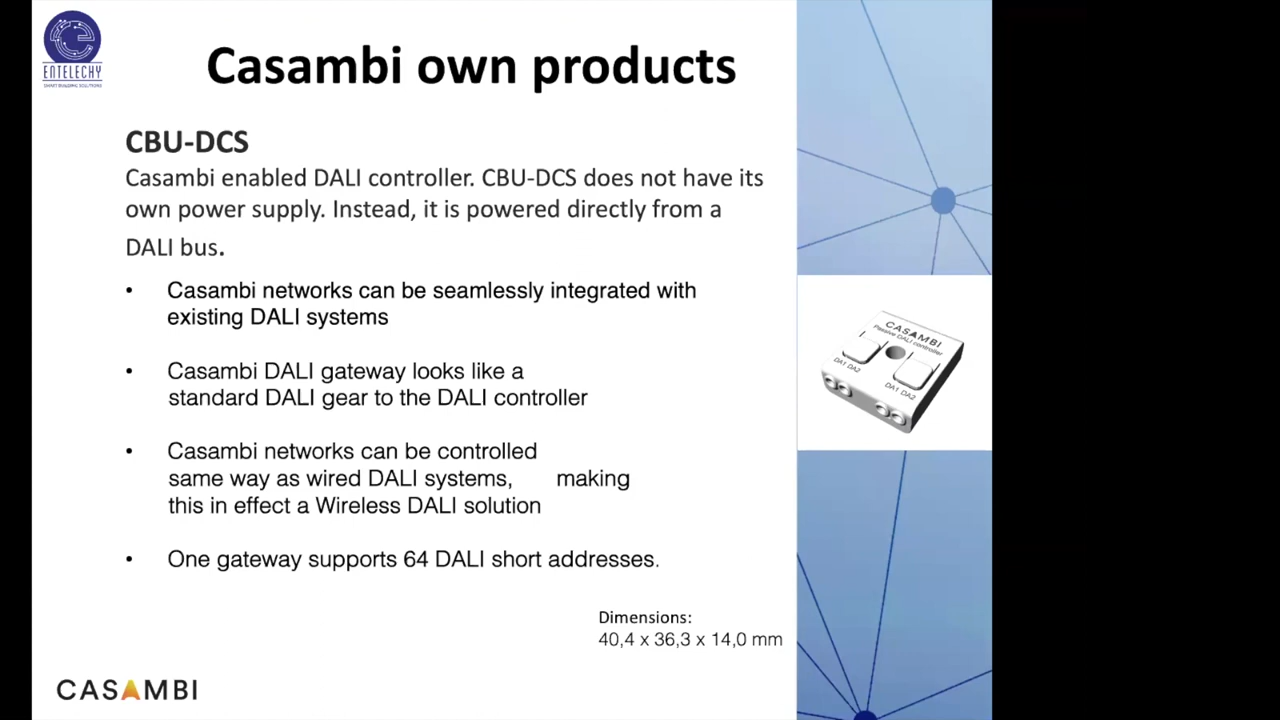 ENTELECHY
SMART BUILDING SOLUTIONS
Casambi own products
CBU-DCS
Casambi enabled DALI controller. CBU-DCS does not have its
own power supply. Instead, it is powered directly from a
DALI bus.
• Casambi networks can be seamlessly integrated with
existing DALI systems
• Casambi DALI gateway looks like a
standard DALI gear to the DALI controller
• Casambi networks can be controlled
same way as wired DALI systems, making
this in effect a Wireless DALI solution
• One gateway supports 64 DALI short addresses.
Dimensions:
40,4 x 36,3 x 14,0 mm
CASAMBI
CASAMBI
Passive DALI controller
DA1 DA2
DA1 DA2